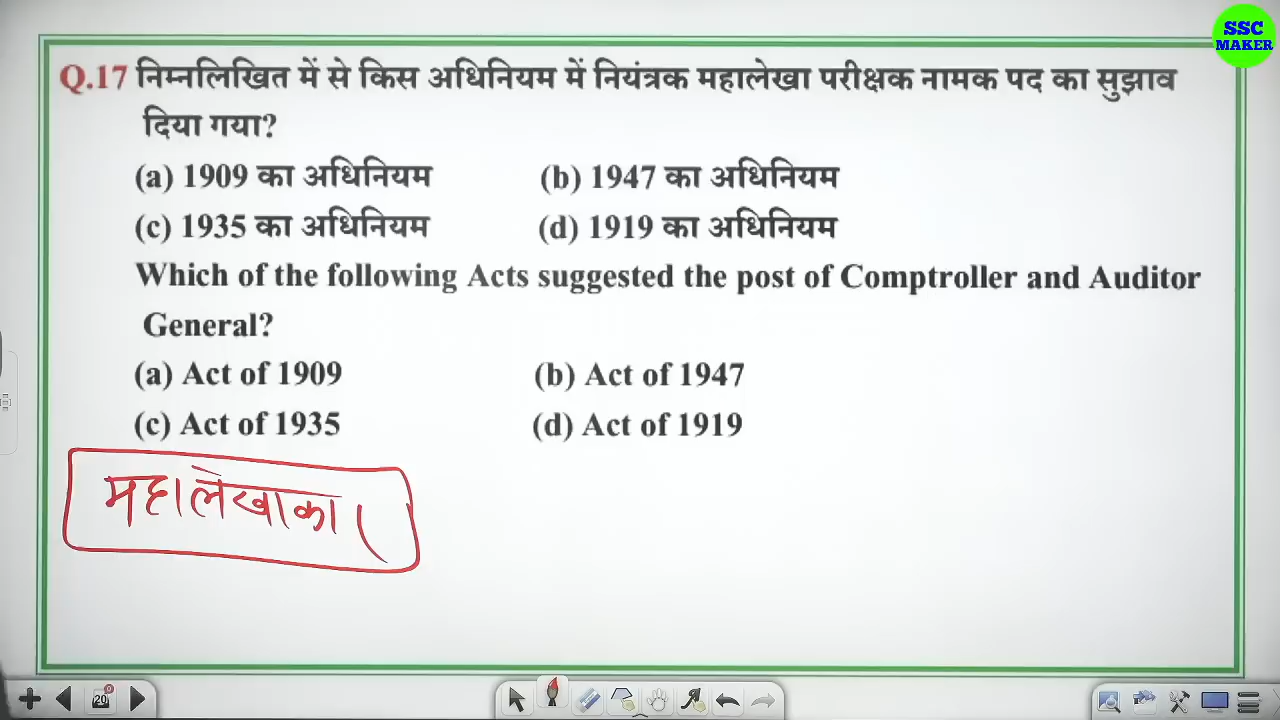 SSC
MAKER
Q.17 निम्नलिखित में से किस अधिनियम में नियंत्रक महालेखा परीक्षक नामक पद का सुझाव
दिया गया?
(a) 1909 का अधिनियम (b) 1947 का अधिनियम
(c) 1935 का अधिनियम (d) 1919 का अधिनियम
Which of the following Acts suggested the post of Comptroller and Auditor
General?
(a) Act of 1909 (b) Act of 1947
(c) Act of 1935 (d) Act of 1919
महालेखाकार
20